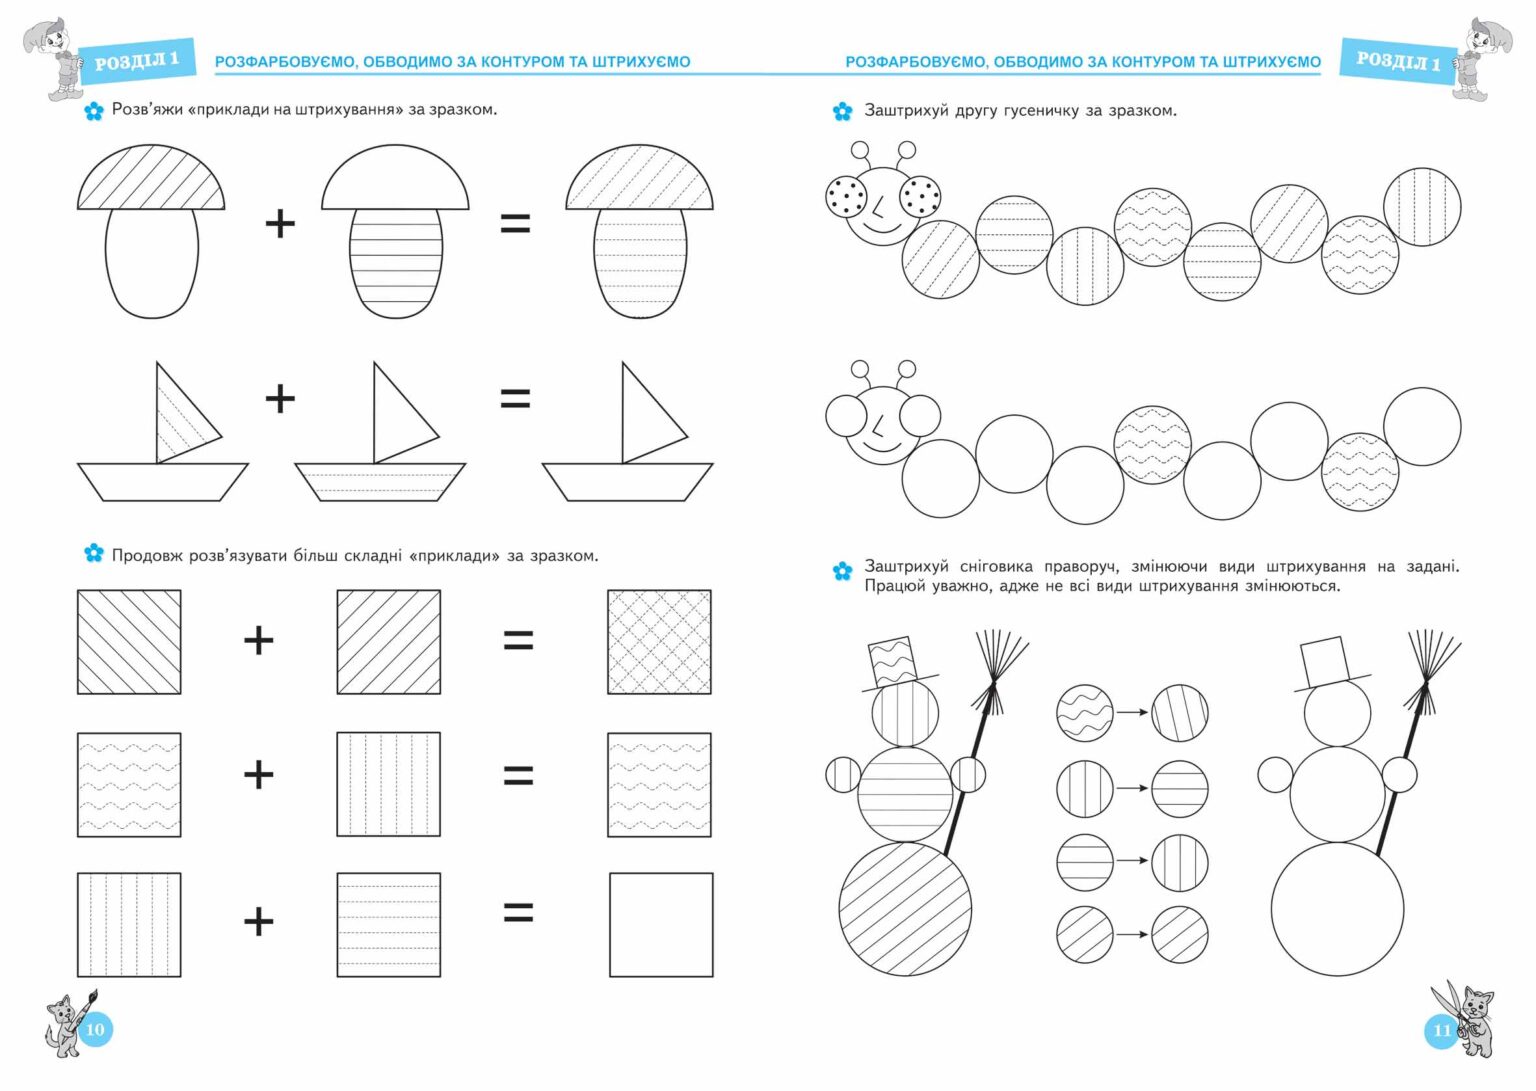 РОЗДІЛ 1
РОЗФАРБОВУЄМО, ОБВОДИМО ЗА КОНТУРОМ ТА ШТРИХУЄМО
Розв’яжи «приклади на штрихування» за зразком.
+
=
+
=
Продовж розв’язувати більш складні «приклади» за зразком.
+
=
+
=
+
=
10
РОЗФАРБОВУЄМО, ОБВОДИМО ЗА КОНТУРОМ ТА ШТРИХУЄМО
РОЗДІЛ 1
Заштрихуй другу гусеничку за зразком.
Заштрихуй сніговика праворуч, змінюючи види штрихування на задані.
Працюй уважно, адже не всі види штрихування змінюються.
11